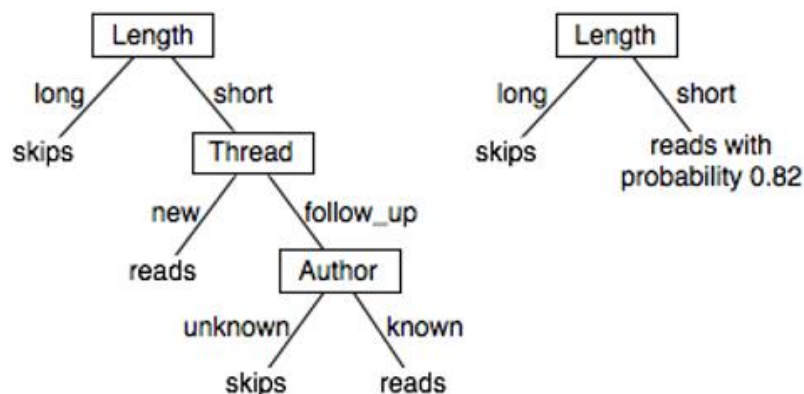 Length
long
short
skips
Thread
new
follow_up
reads
Author
unknown
known
skips
reads
Length
long
short
skips
reads with
probability 0.82